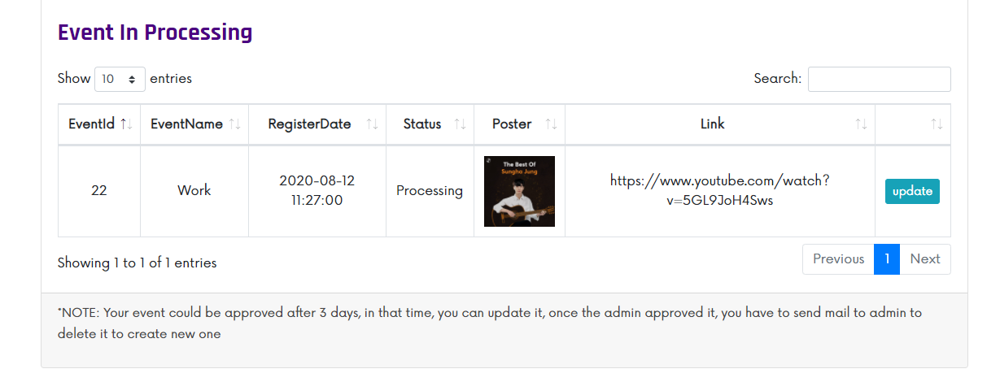 Event In Processing
Show 10 entries
Search:
EventId EventName RegisterDate Status Poster Link
22 Work 2020-08-12 11:27:00 Processing
The Best Of
Sungha Jung
https://www.youtube.com/watch?
v=5GL9JoH4Sws
update
Showing 1 to 1 of 1 entries
Previous 1 Next
*NOTE: Your event could be approved after 3 days, in that time, you can update it, once the admin approved it, you have to send mail to admin to
delete it to create new one